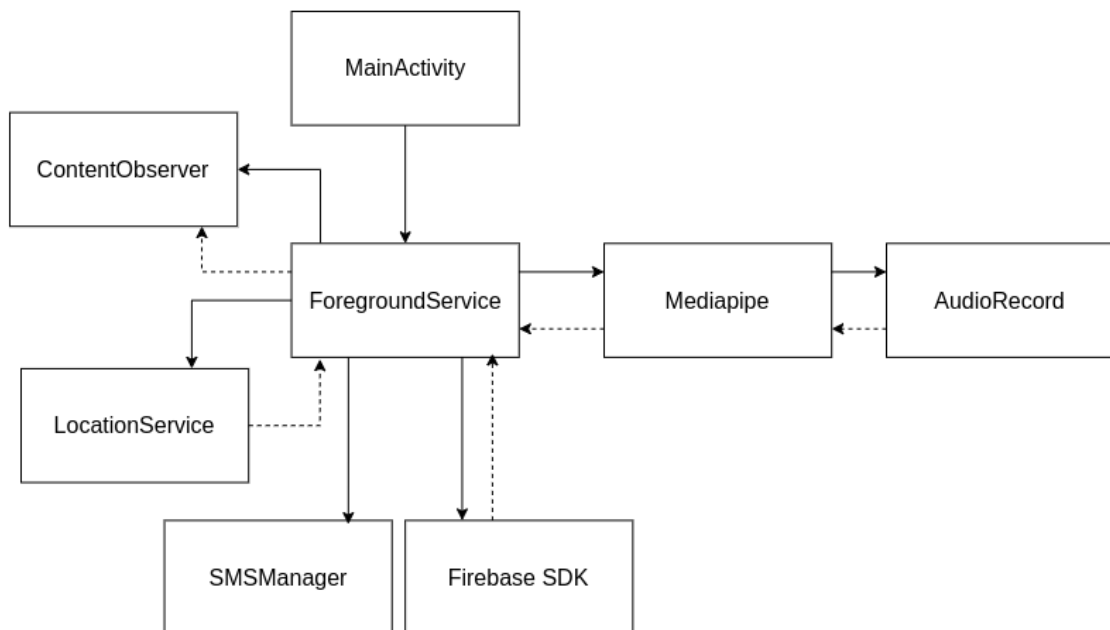 MainActivity
ContentObserver
ForegroundService
Mediapipe
AudioRecord
LocationService
SMSManager
Firebase SDK